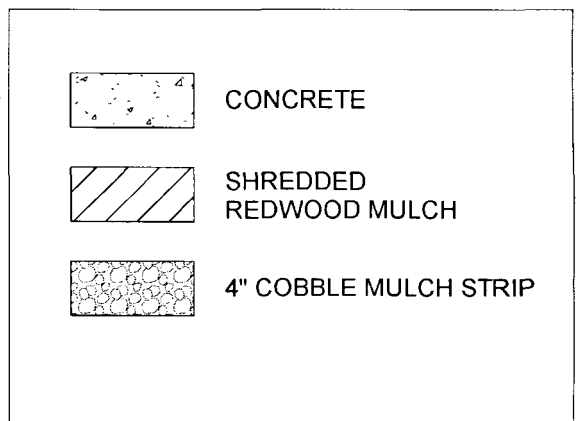 CONCRETE
SHREDDED
REDWOOD MULCH
4" COBBLE MULCH STRIP